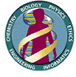 CHEMISTRY BIOLOGY PHYSICS ETHICS
ENGINEERING INFORMATICS